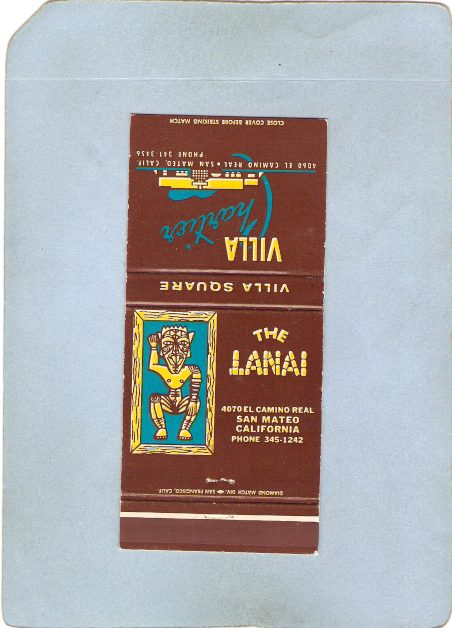 CLOSE COVER BEFORE STRIKING MATCH
4060 EL CAMINO REAL • SAN MATEO, CALIF.
PHONE 341 3456
VILLA
Chartier
VILLA SQUARE
THE
LANAI
4070 EL CAMINO REAL
SAN MATEO
CALIFORNIA
PHONE 345-1242
DIAMOND MATCH DIV. SAN FRANCISCO, CALIF.